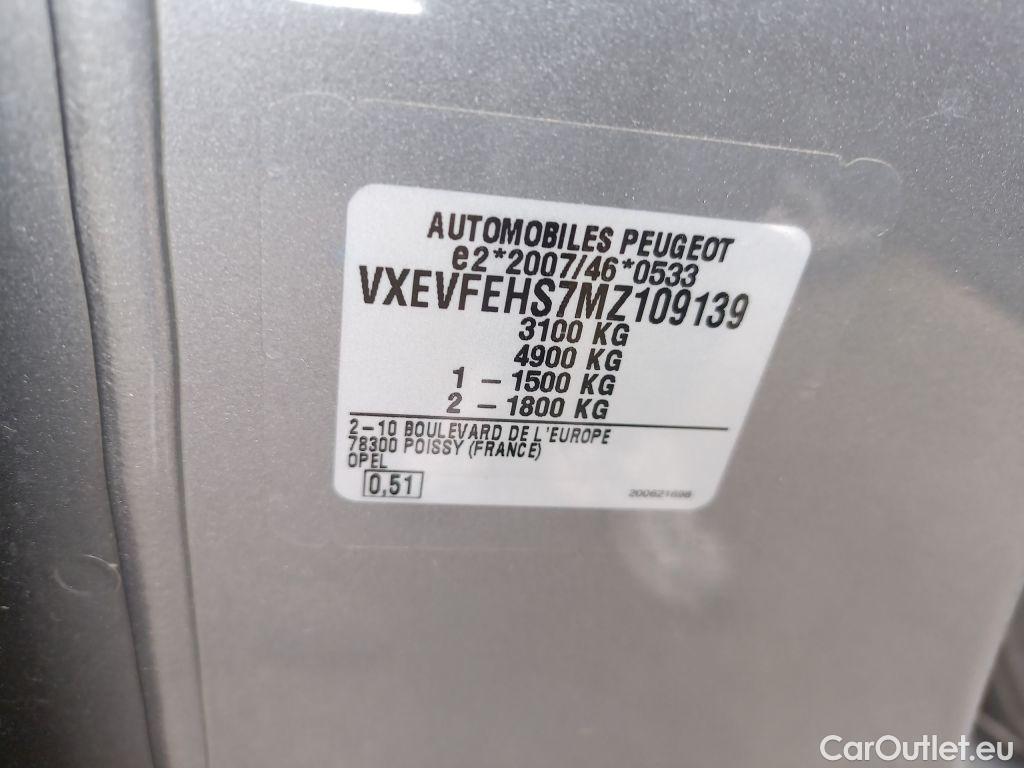 AUTOMOBILES PEUGEOT
e2*2007/46*0533
VXEVFEHS7MZ109139
3100 KG
4900 KG
1 - 1500 KG
2 - 1800 KG
2-10 BOULEVARD DE L'EUROPE
78300 POISSY (FRANCE)
OPEL
0,51
200621698
CarOutlet.eu